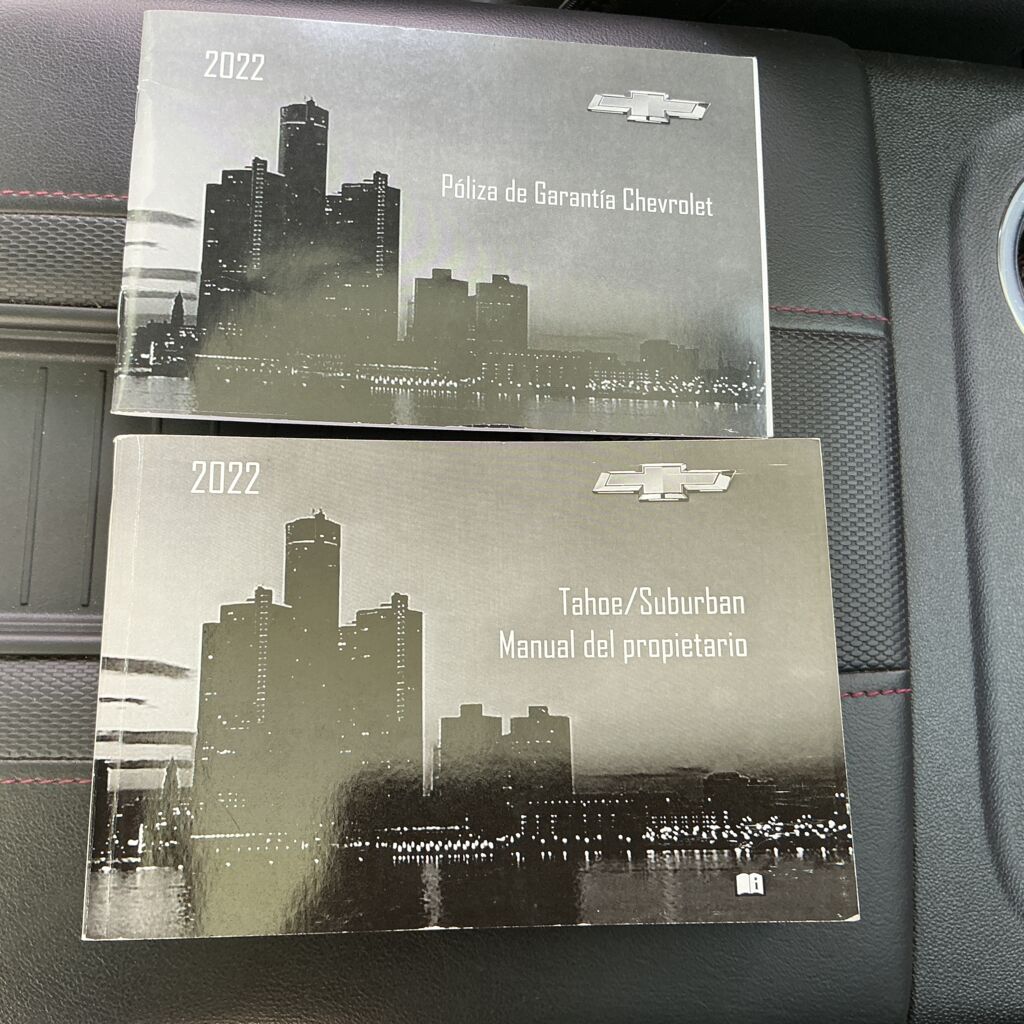 2022
Póliza de Garantía Chevrolet
2022
Tahoe/Suburban
Manual del propietario
i